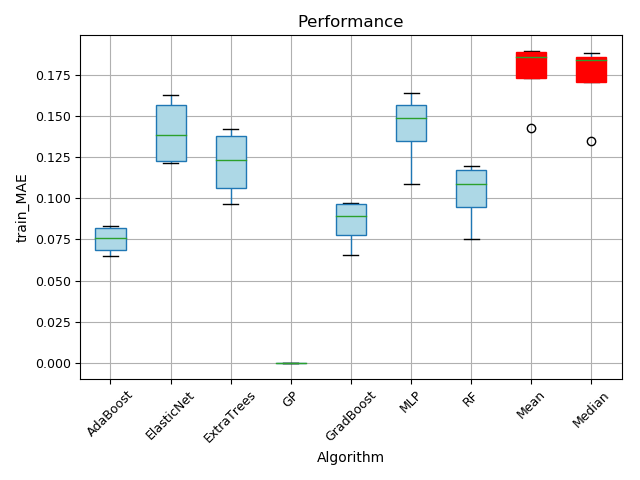 Performance
train_MAE
0.175
0.150
0.125
0.100
0.075
0.050
0.025
0.000
AdaBoost
ElasticNet
ExtraTrees
GP
GradBoost
MLP
RF
Mean
Median
Algorithm